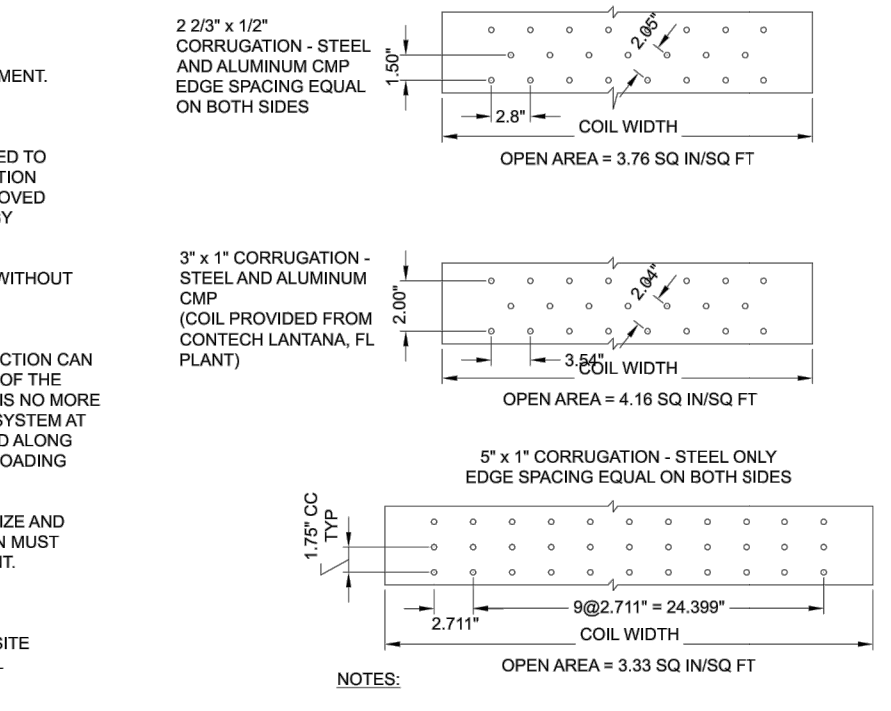 MENT.
ED TO
TION
OVED
BY
WITHOUT
CTION CAN
OF THE
IS NO MORE
SYSTEM AT
D ALONG
OADING
IZE AND
N MUST
NT.
SITE
2 2/3" x 1/2"
CORRUGATION - STEEL
AND ALUMINUM CMP
EDGE SPACING EQUAL
ON BOTH SIDES
1.50"
2.05"
2.8"
COIL WIDTH
OPEN AREA = 3.76 SQ IN/SQ FT
3" x 1" CORRUGATION -
STEEL AND ALUMINUM
CMP
(COIL PROVIDED FROM
CONTECH LANTANA, FL
PLANT)
2.00"
2.04"
3.54"
COIL WIDTH
OPEN AREA = 4.16 SQ IN/SQ FT
5" x 1" CORRUGATION - STEEL ONLY
EDGE SPACING EQUAL ON BOTH SIDES
1.75" CC
TYP
9@2.711" = 24.399"
2.711"
COIL WIDTH
OPEN AREA = 3.33 SQ IN/SQ FT
NOTES: